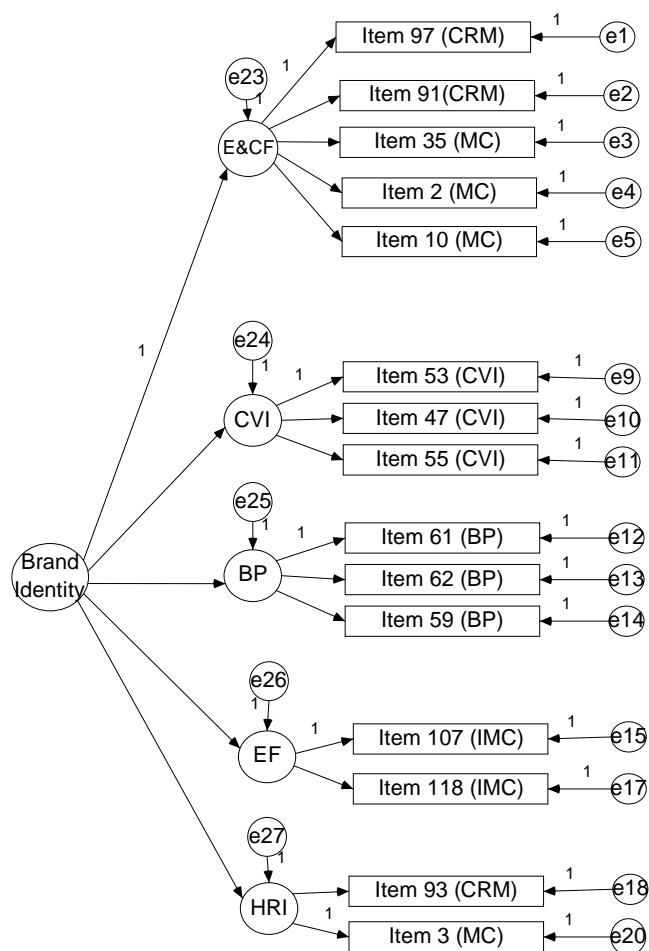 1
Item 97 (CRM)
1
e1
e23
1
1
Item 91(CRM)
1
e2
E&CF
Item 35 (MC)
1
e3
Item 2 (MC)
1
e4
Item 10 (MC)
1
e5
1
e24
1
1
Item 53 (CVI)
1
e9
CVI
Item 47 (CVI)
1
e10
Item 55 (CVI)
1
e11
e25
1
1
Item 61 (BP)
1
e12
Brand
Identity
BP
Item 62 (BP)
1
e13
Item 59 (BP)
1
e14
e26
1
1
Item 107 (IMC)
1
e15
EF
Item 118 (IMC)
1
e17
e27
1
Item 93 (CRM)
1
e18
HRI
1
Item 3 (MC)
1
e20